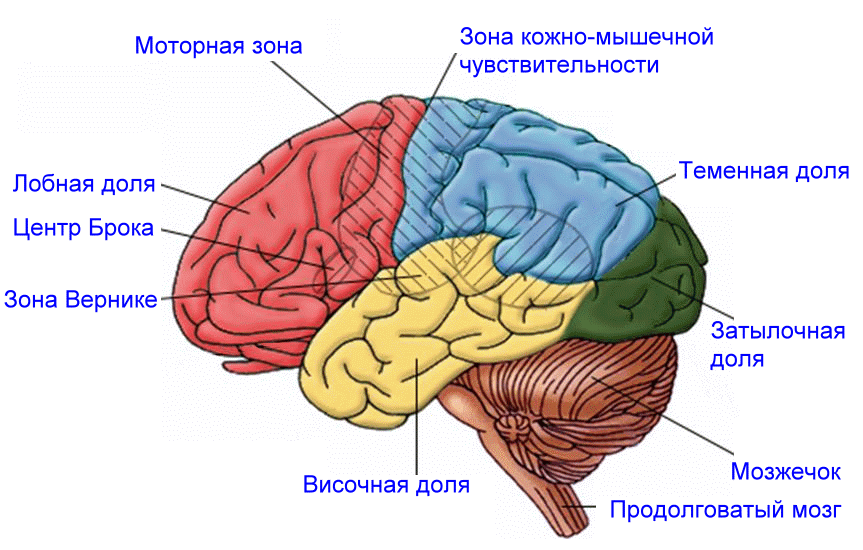 Моторная зона
Зона кожно-мышечной
чувствительности
Лобная доля
Теменная доля
Центр Брока
Зона Вернике
Затылочная
доля
Височная доля
Мозжечок
Продолговатый мозг